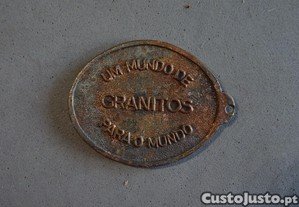 UM MUNDO DE
GRANITOS
PARA O MUNDO
CustoJusto.pt